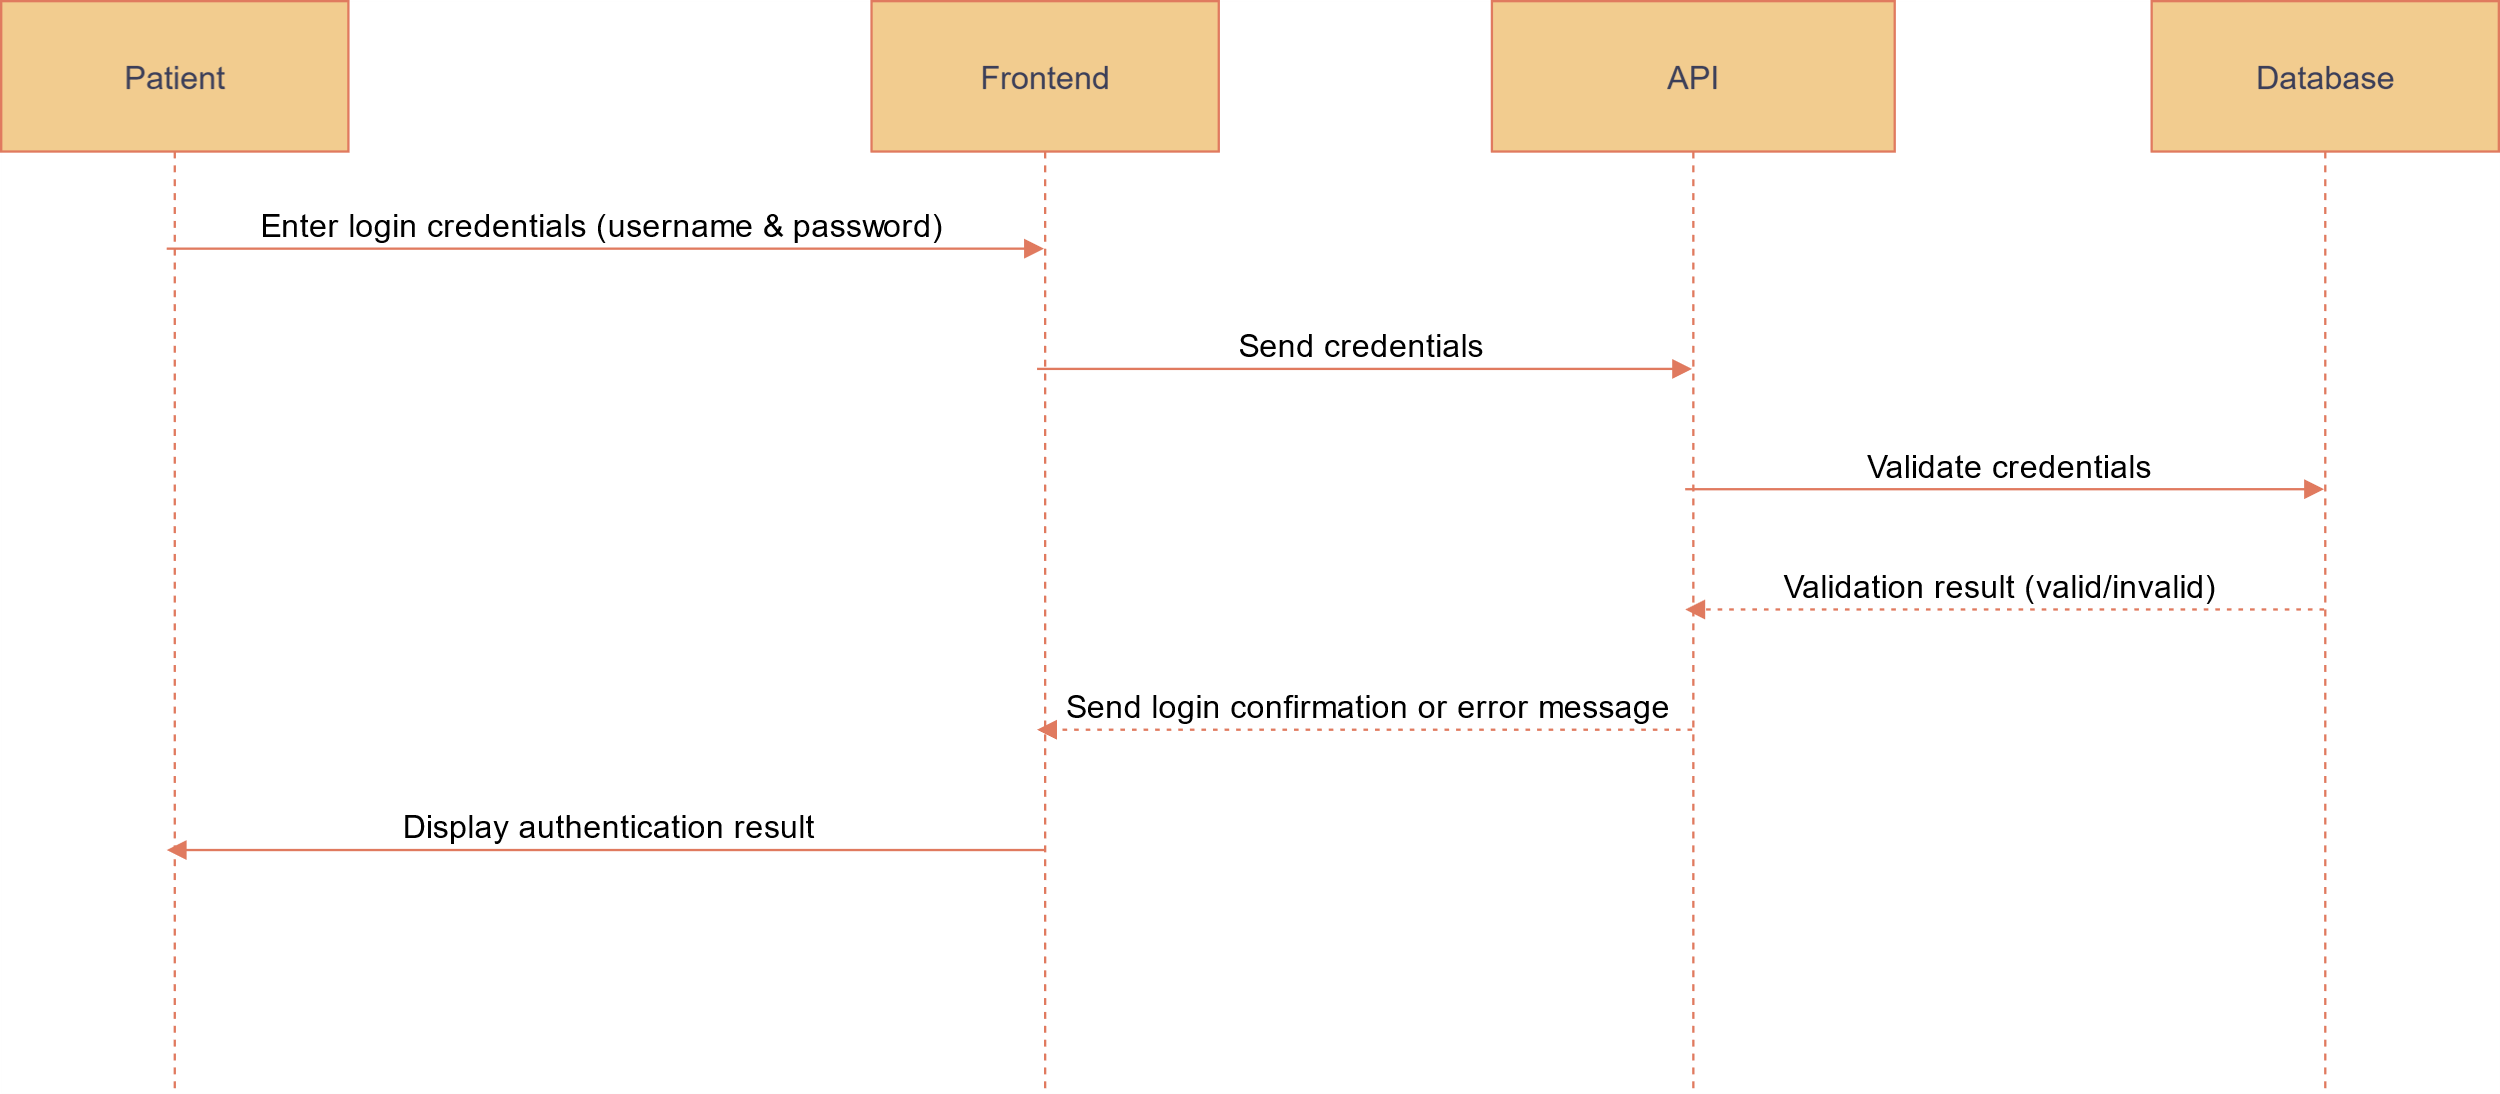 Patient
Frontend
API
Database
Enter login credentials (username & password)
Send credentials
Validate credentials
Validation result (valid/invalid)
Send login confirmation or error message
Display authentication result